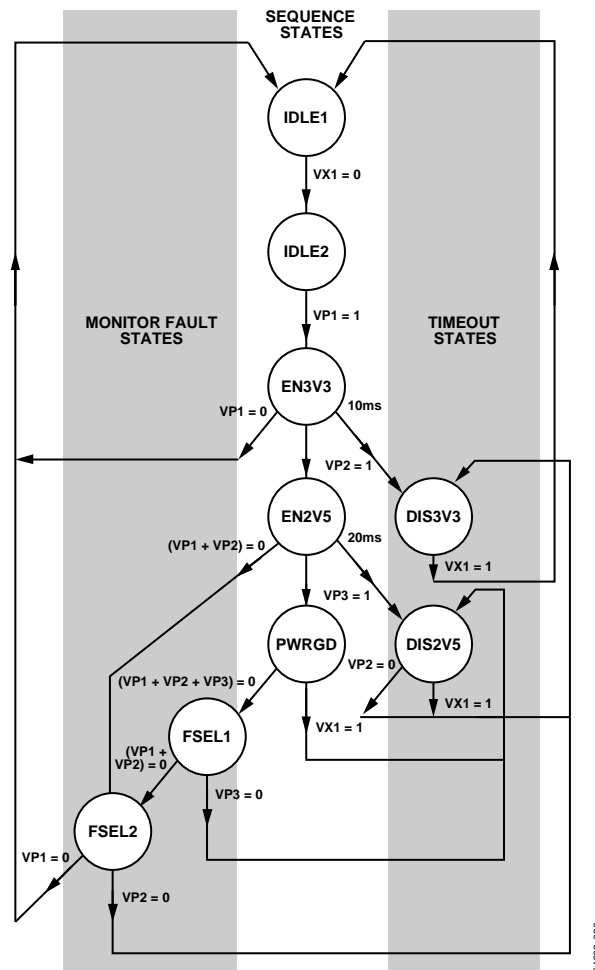 SEQUENCE
STATES
IDLE1
VX1 = 0
IDLE2
VP1 = 1
MONITOR FAULT
STATES
TIMEOUT
STATES
EN3V3
VP1 = 0
10ms
VP2 = 1
EN2V5
DIS3V3
(VP1 + VP2) = 0
20ms
VX1 = 1
VP3 = 1
PWRGD
DIS2V5
VP2 = 0
(VP1 + VP2 + VP3) = 0
VX1 = 1
FSEL1
VX1 = 1
(VP1 +
VP2) = 0
VP3 = 0
FSEL2
VP1 = 0
VP2 = 0